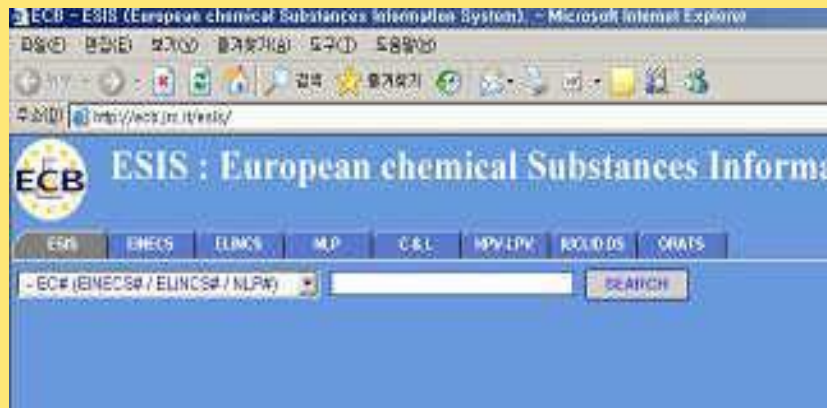 ECB - ESIS (European chemical Substances Information System). - Microsoft Internet Explorer
파일(F) 편집(E) 보기(V) 즐겨찾기(A) 도구(T) 도움말(H)
검색 즐겨찾기
주소(D) http://ecb.jrc.it/esis/
ECB
ESIS : European chemical Substances Informa
ESIS EINECS ELINCS NLP C & L HPV-LPV IUCLID DS ORATS
- EC# (EINECS# / ELINCS# / NLP#) SEARCH